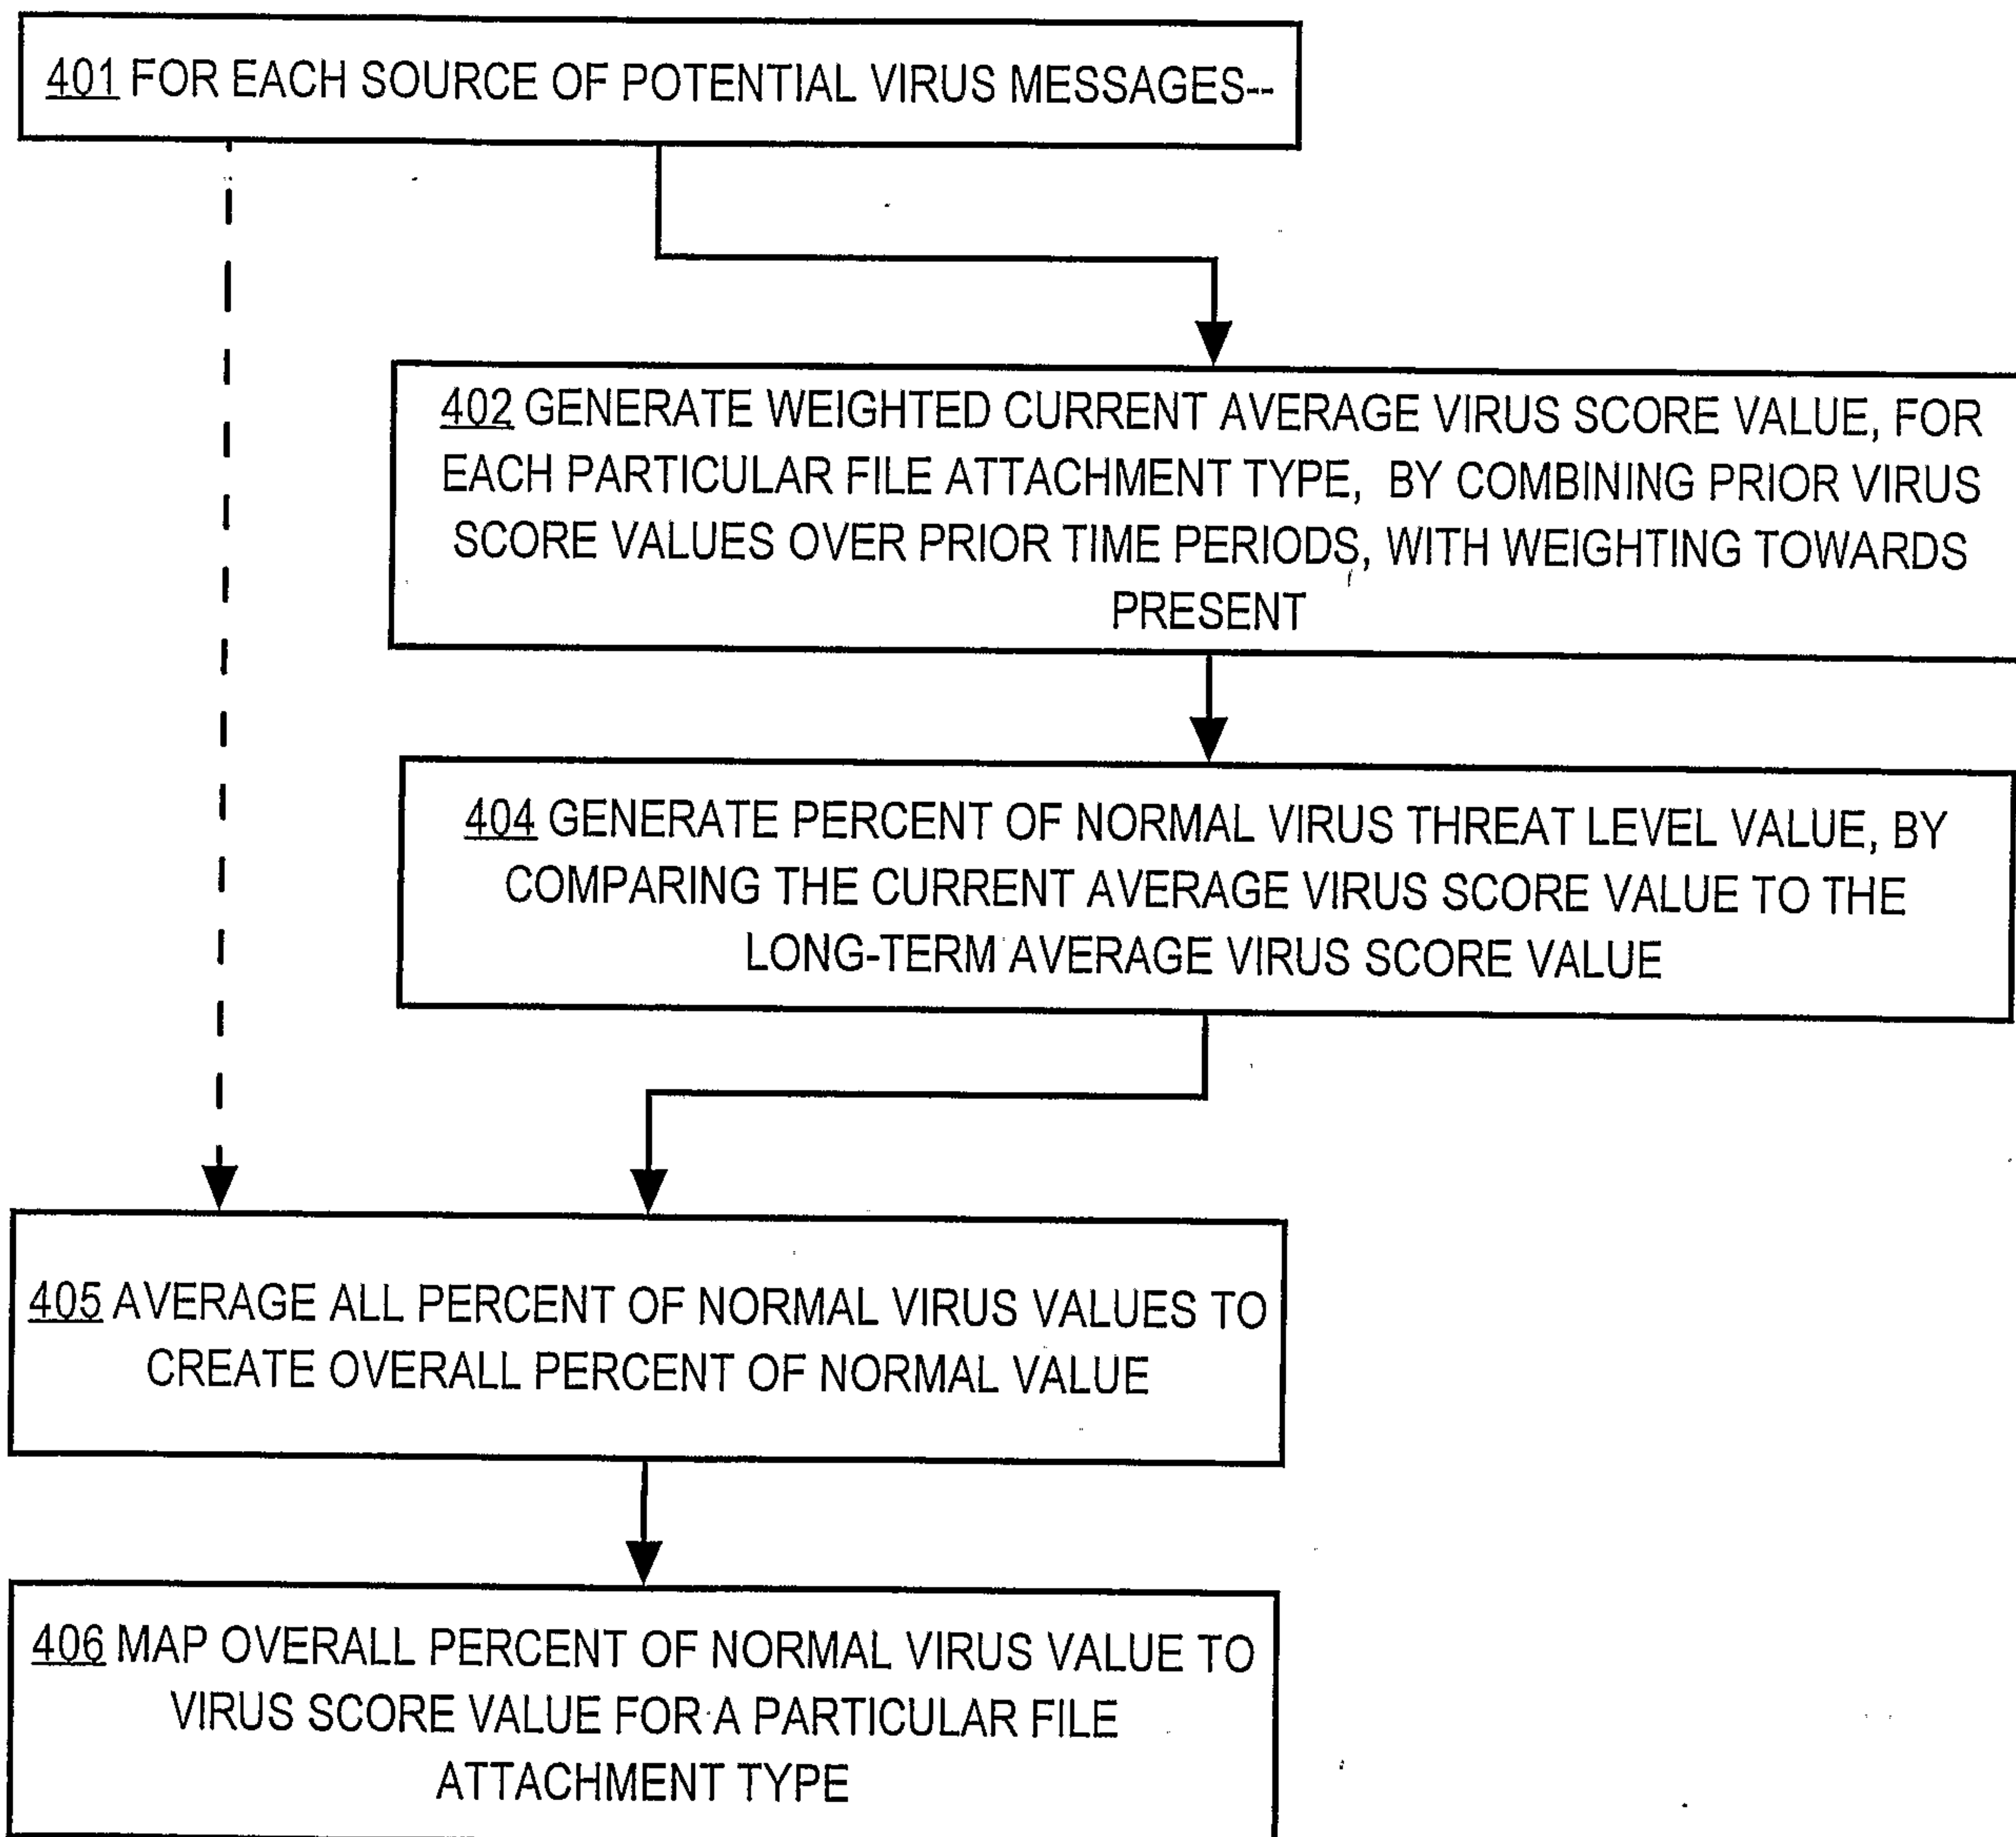 401 FOR EACH SOURCE OF POTENTIAL VIRUS MESSAGES--
402 GENERATE WEIGHTED CURRENT AVERAGE VIRUS SCORE VALUE, FOR
EACH PARTICULAR FILE ATTACHMENT TYPE, BY COMBINING PRIOR VIRUS
SCORE VALUES OVER PRIOR TIME PERIODS, WITH WEIGHTING TOWARDS
PRESENT
404 GENERATE PERCENT OF NORMAL VIRUS THREAT LEVEL VALUE, BY
COMPARING THE CURRENT AVERAGE VIRUS SCORE VALUE TO THE
LONG-TERM AVERAGE VIRUS SCORE VALUE
405 AVERAGE ALL PERCENT OF NORMAL VIRUS VALUES TO
CREATE OVERALL PERCENT OF NORMAL VALUE
406 MAP OVERALL PERCENT OF NORMAL VIRUS VALUE TO
VIRUS SCORE VALUE FOR A PARTICULAR FILE
ATTACHMENT TYPE